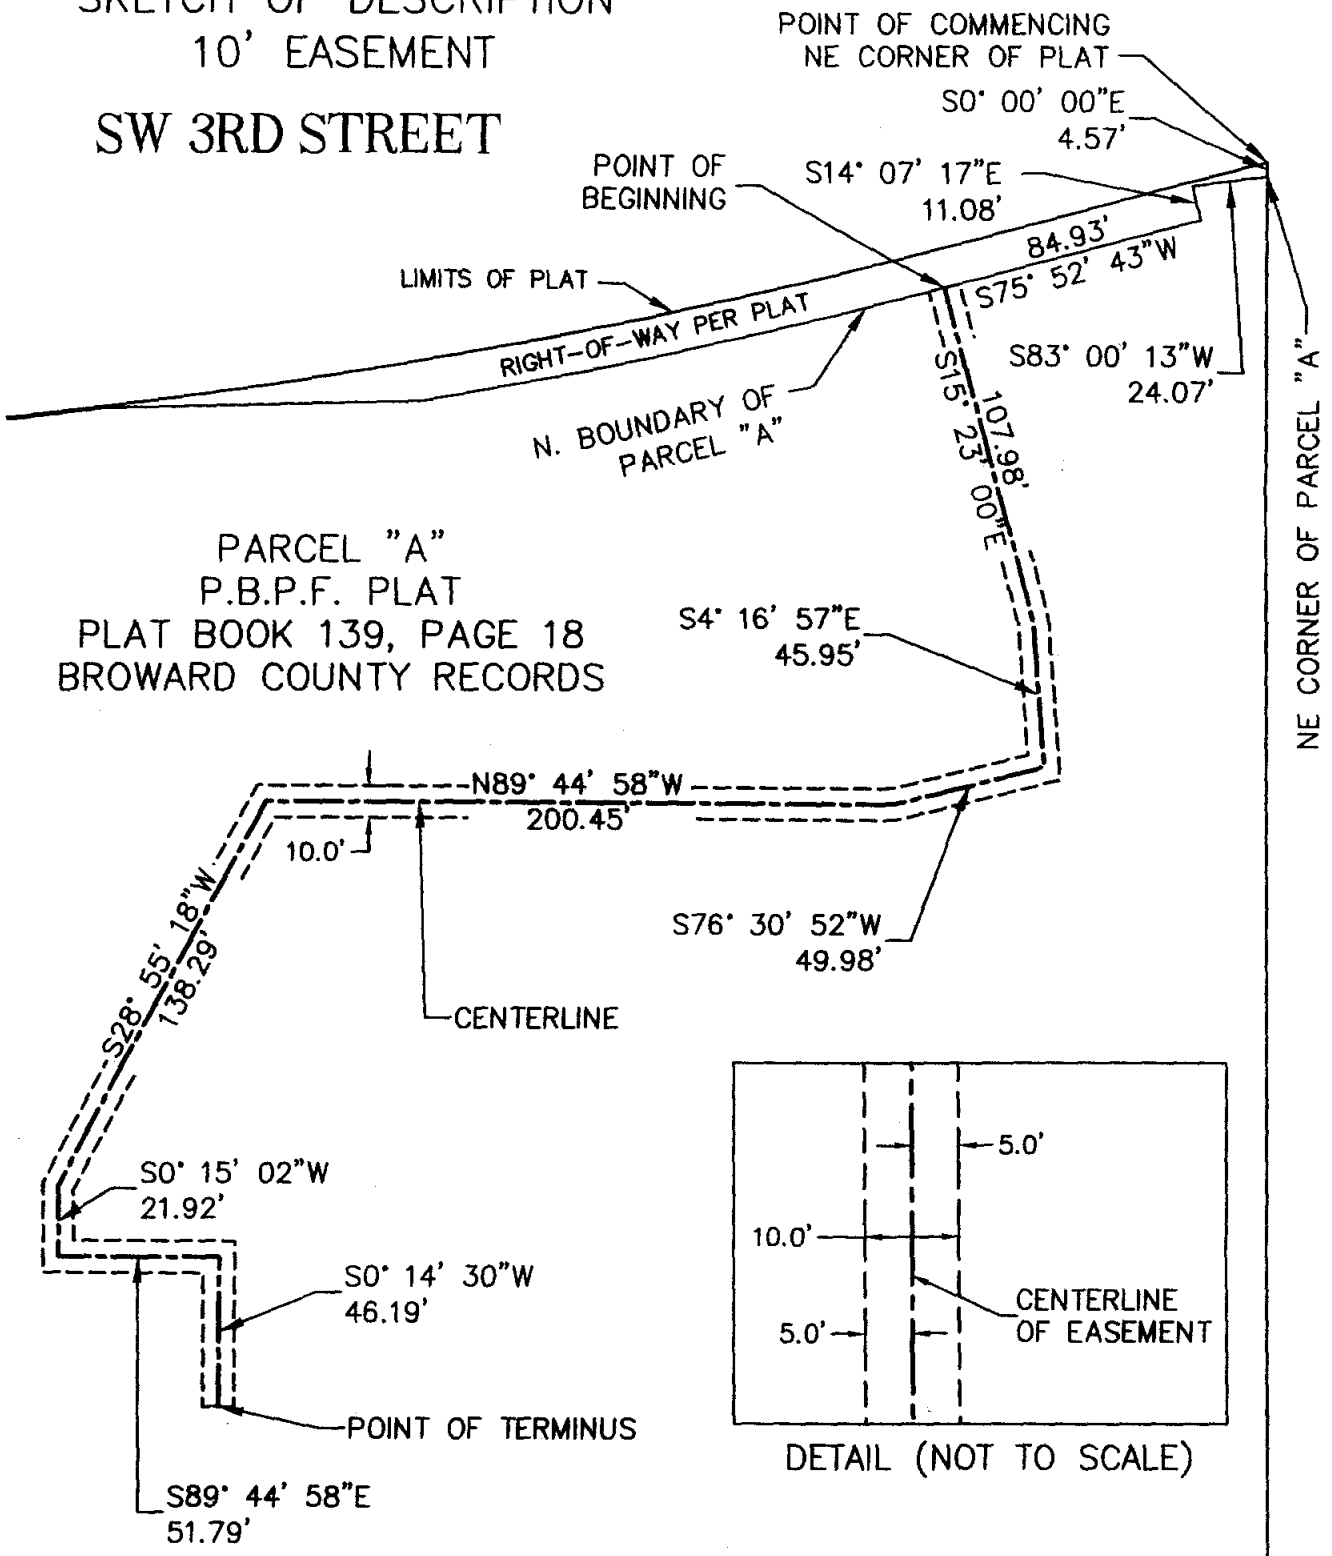 SKETCH OF DESCRIPTION
10' EASEMENT
SW 3RD STREET
POINT OF COMMENCING
NE CORNER OF PLAT
S0° 00' 00"E
4.57'
POINT OF
BEGINNING
S14° 07' 17"E
11.08'
84.93'
S75° 52' 43"W
LIMITS OF PLAT
RIGHT-OF-WAY PER PLAT
S83° 00' 13"W
24.07'
NE CORNER OF PARCEL "A"
N. BOUNDARY OF
PARCEL "A"
107.98'
S15° 23' 00"E
PARCEL "A"
P.B.P.F. PLAT
PLAT BOOK 139, PAGE 18
BROWARD COUNTY RECORDS
S4° 16' 57"E
45.95'
N89° 44' 58"W
200.45'
10.0'
S76° 30' 52"W
49.98'
S28° 55' 18"W
138.29'
CENTERLINE
S0° 15' 02"W
21.92'
S0° 14' 30"W
46.19'
POINT OF TERMINUS
S89° 44' 58"E
51.79'
5.0'
10.0'
CENTERLINE
OF EASEMENT
5.0'
DETAIL (NOT TO SCALE)